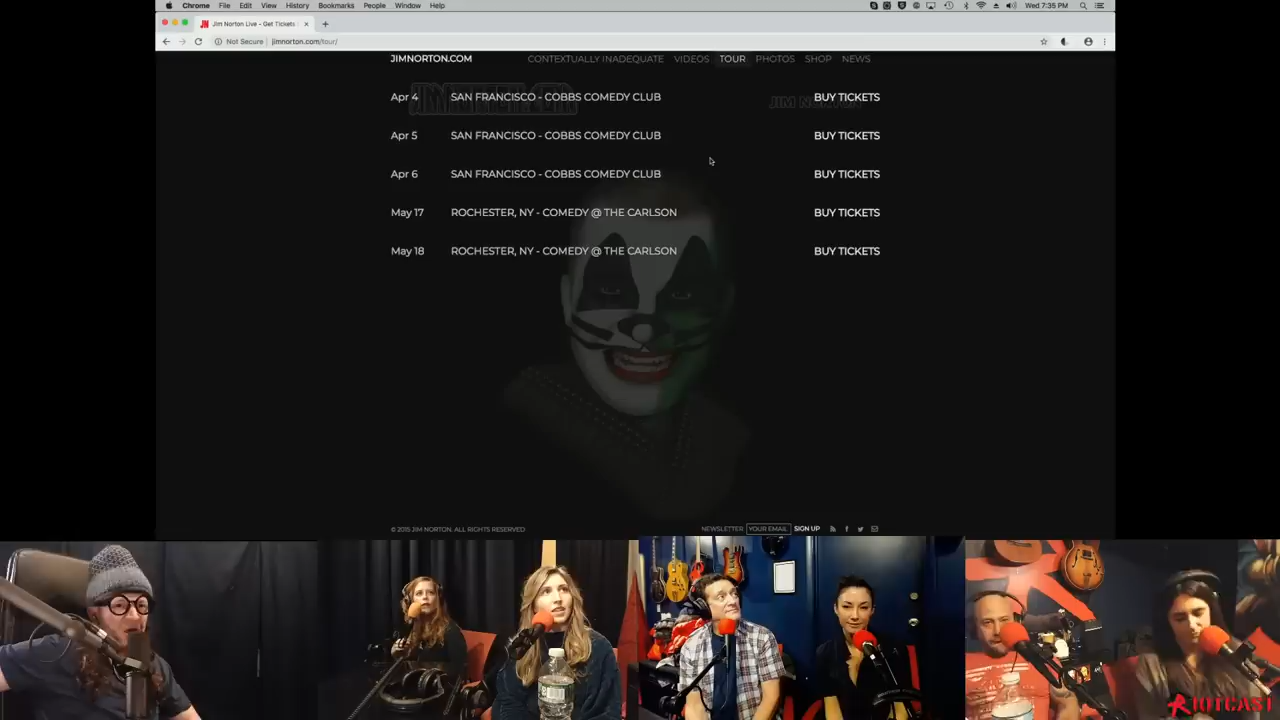 Chrome File Edit View History Bookmarks People Window Help
Wed 7:35 PM
Jim Norton Live - Get Tickets
Not Secure jimnorton.com/tour/
JIMNORTON.COM CONTEXTUALLY INADEQUATE VIDEOS TOUR PHOTOS SHOP NEWS
JIM NORTON
Apr 4 SAN FRANCISCO - COBBS COMEDY CLUB BUY TICKETS
Apr 5 SAN FRANCISCO - COBBS COMEDY CLUB BUY TICKETS
Apr 6 SAN FRANCISCO - COBBS COMEDY CLUB BUY TICKETS
May 17 ROCHESTER, NY - COMEDY @ THE CARLSON BUY TICKETS
May 18 ROCHESTER, NY - COMEDY @ THE CARLSON BUY TICKETS
© 2015 JIM NORTON. ALL RIGHTS RESERVED
NEWSLETTER YOUR EMAIL SIGN UP
RIOTCAST